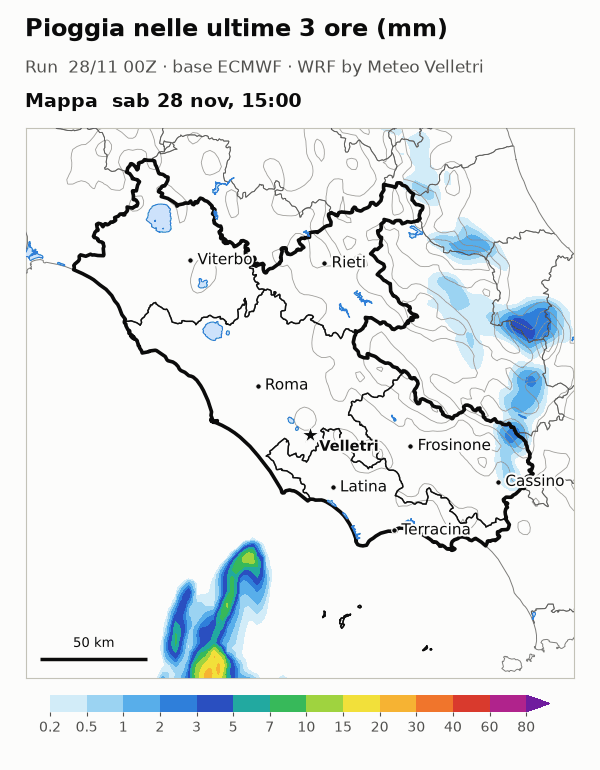 Pioggia nelle ultime 3 ore (mm)
Run  28/11 00Z · base ECMWF · WRF by Meteo Velletri
Mappa  sab 28 nov, 15:00
Viterbo
Rieti
Roma
Velletri
Frosinone
Latina
Cassino
Terracina
50 km
0.2 0.5 1 2 3 5 7 10 15 20 30 40 60 80